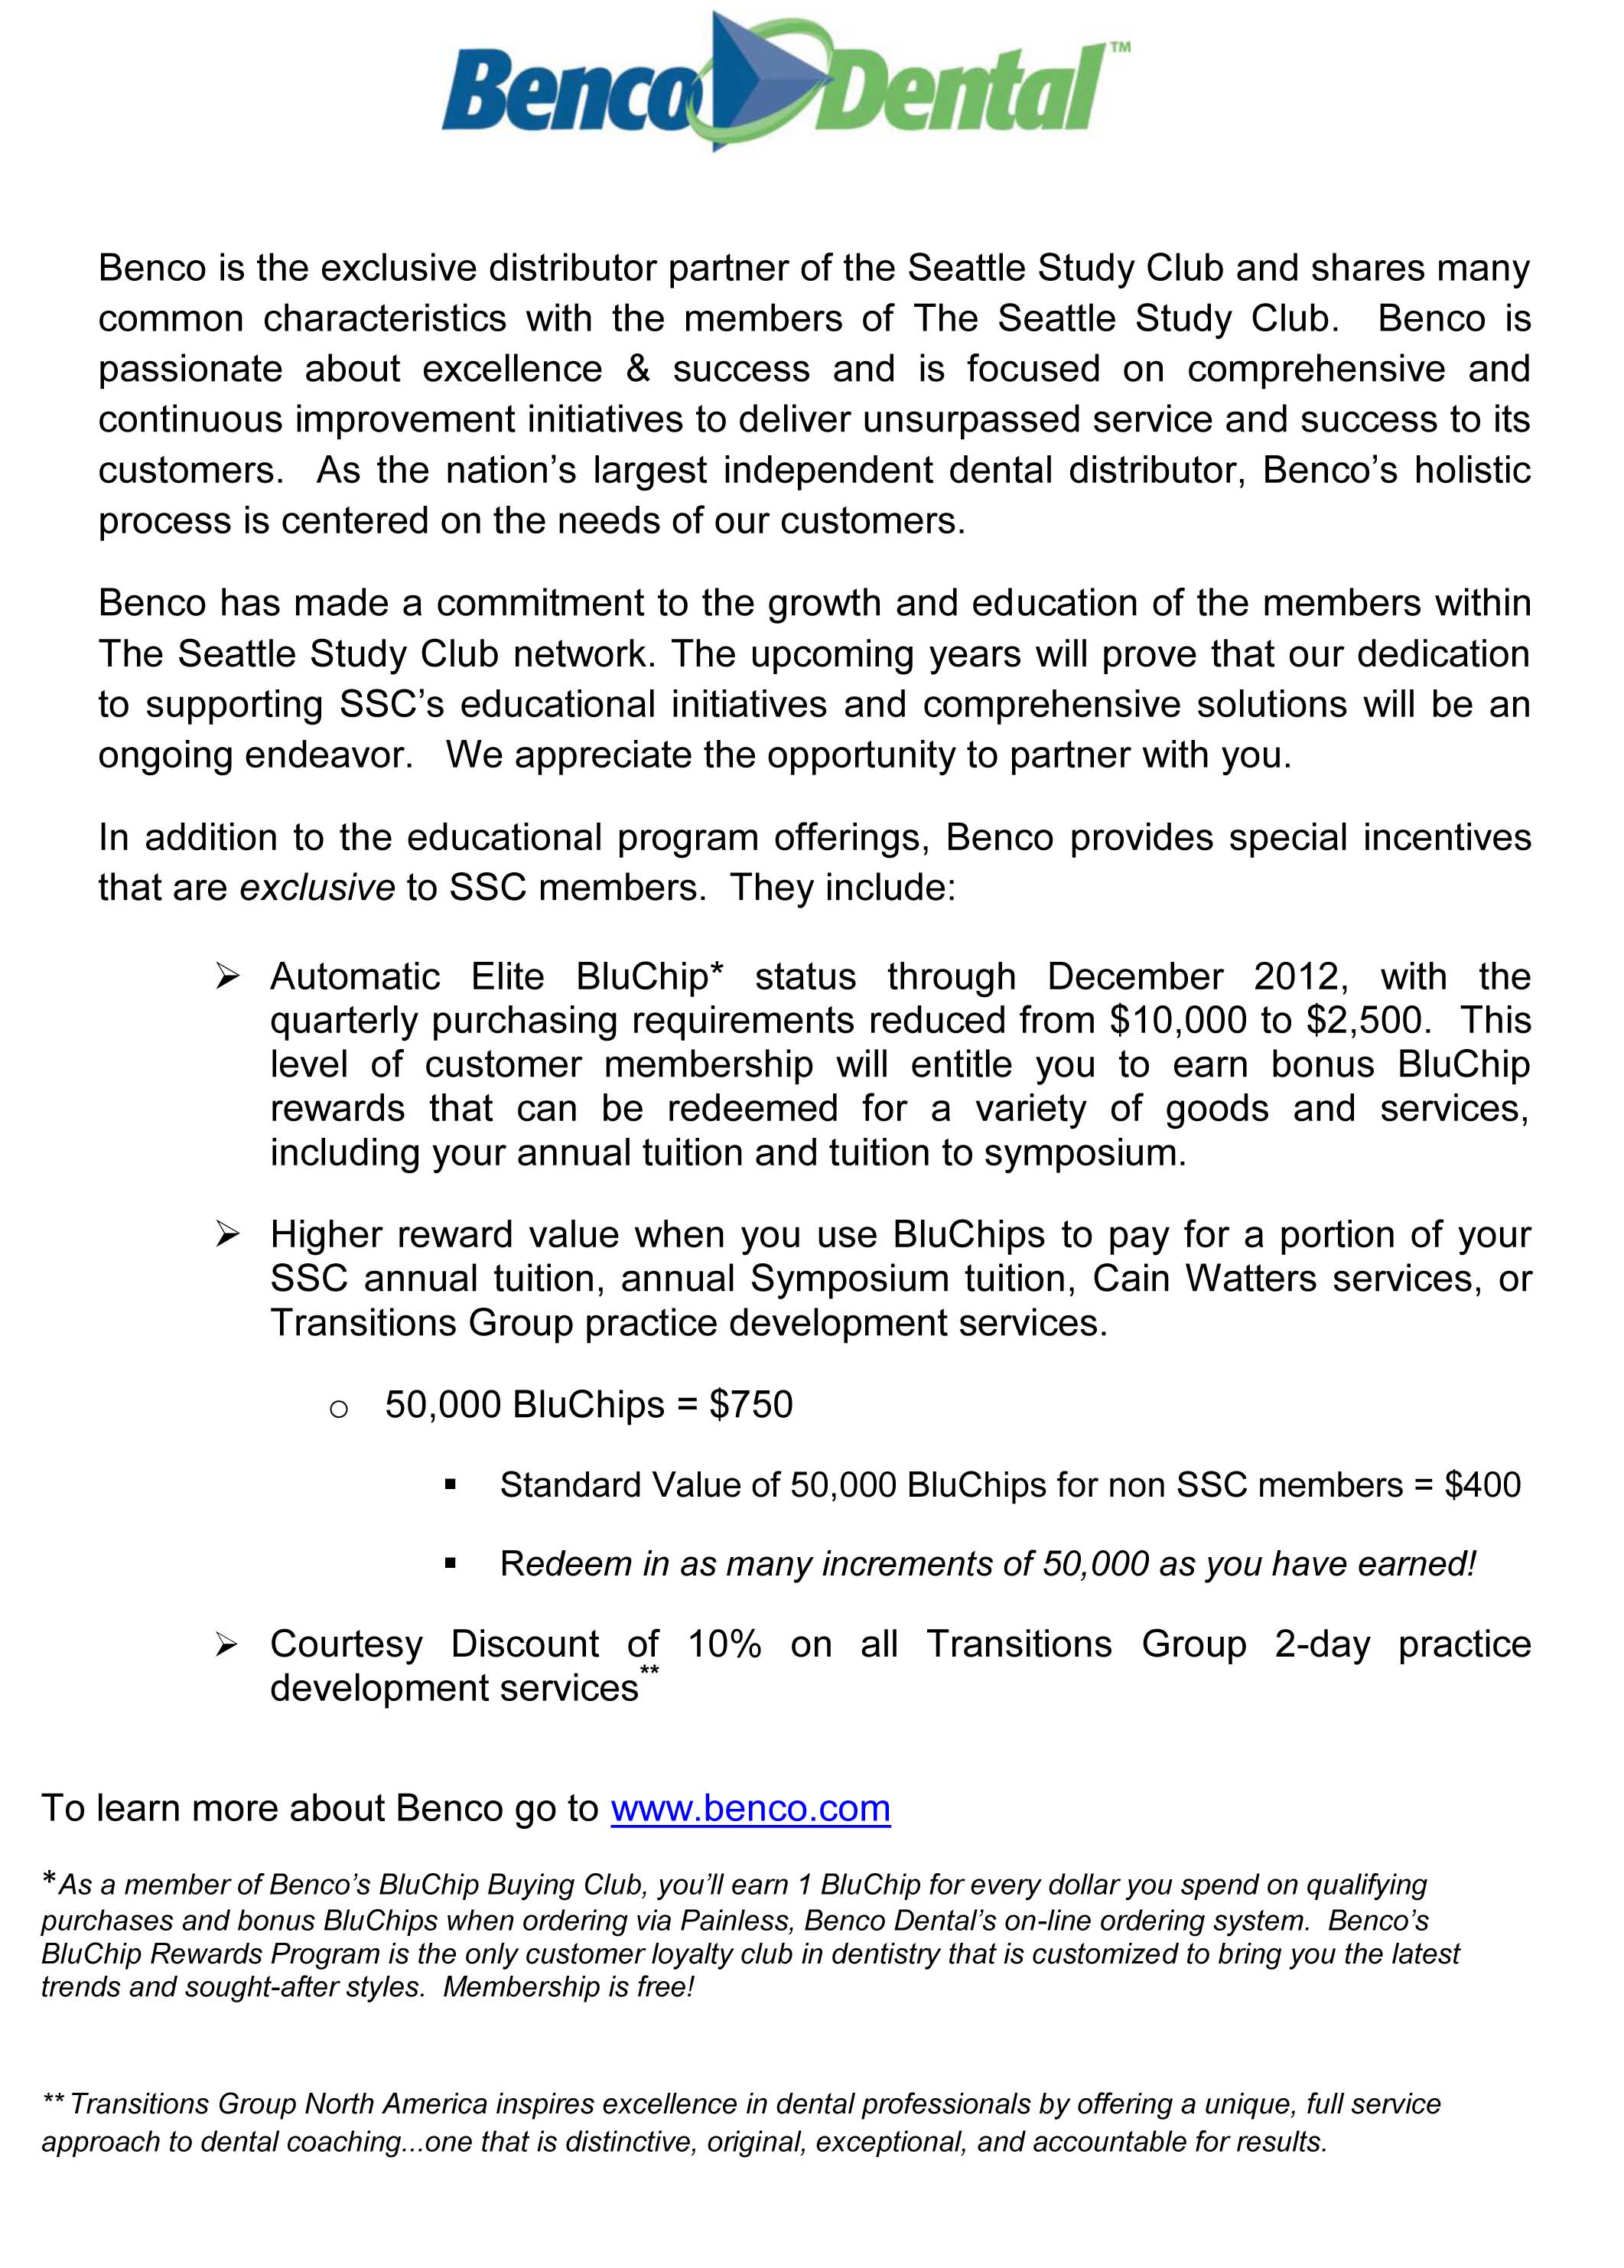 Benco Dental™
Benco is the exclusive distributor partner of the Seattle Study Club and shares many
common characteristics with the members of The Seattle Study Club. Benco is
passionate about excellence & success and is focused on comprehensive and
continuous improvement initiatives to deliver unsurpassed service and success to its
customers. As the nation’s largest independent dental distributor, Benco’s holistic
process is centered on the needs of our customers.
Benco has made a commitment to the growth and education of the members within
The Seattle Study Club network. The upcoming years will prove that our dedication
to supporting SSC’s educational initiatives and comprehensive solutions will be an
ongoing endeavor. We appreciate the opportunity to partner with you.
In addition to the educational program offerings, Benco provides special incentives
that are exclusive to SSC members. They include:
➢ Automatic Elite BluChip* status through December 2012, with the
quarterly purchasing requirements reduced from $10,000 to $2,500. This
level of customer membership will entitle you to earn bonus BluChip
rewards that can be redeemed for a variety of goods and services,
including your annual tuition and tuition to symposium.
➢ Higher reward value when you use BluChips to pay for a portion of your
SSC annual tuition, annual Symposium tuition, Cain Watters services, or
Transitions Group practice development services.
o 50,000 BluChips = $750
▪ Standard Value of 50,000 BluChips for non SSC members = $400
▪ Redeem in as many increments of 50,000 as you have earned!
➢ Courtesy Discount of 10% on all Transitions Group 2-day practice
development services**
To learn more about Benco go to www.benco.com
*As a member of Benco’s BluChip Buying Club, you’ll earn 1 BluChip for every dollar you spend on qualifying
purchases and bonus BluChips when ordering via Painless, Benco Dental’s on-line ordering system. Benco’s
BluChip Rewards Program is the only customer loyalty club in dentistry that is customized to bring you the latest
trends and sought-after styles. Membership is free!
** Transitions Group North America inspires excellence in dental professionals by offering a unique, full service
approach to dental coaching...one that is distinctive, original, exceptional, and accountable for results.